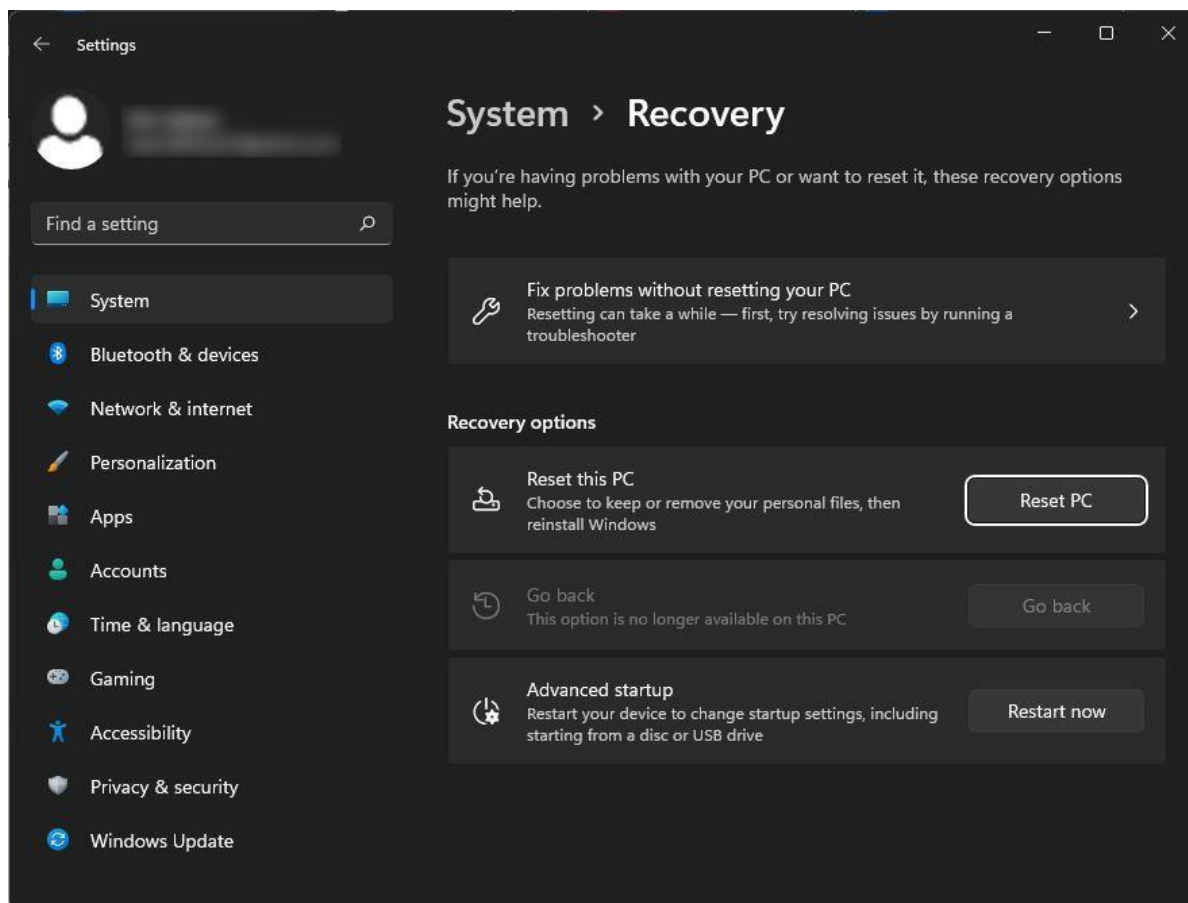 Settings
Find a setting
System
Bluetooth & devices
Network & internet
Personalization
Apps
Accounts
Time & language
Gaming
Accessibility
Privacy & security
Windows Update
System > Recovery
If you're having problems with your PC or want to reset it, these recovery options
might help.
Fix problems without resetting your PC
Resetting can take a while — first, try resolving issues by running a
troubleshooter
Recovery options
Reset this PC
Choose to keep or remove your personal files, then
reinstall Windows
Reset PC
Go back
This option is no longer available on this PC
Go back
Advanced startup
Restart your device to change startup settings, including
starting from a disc or USB drive
Restart now